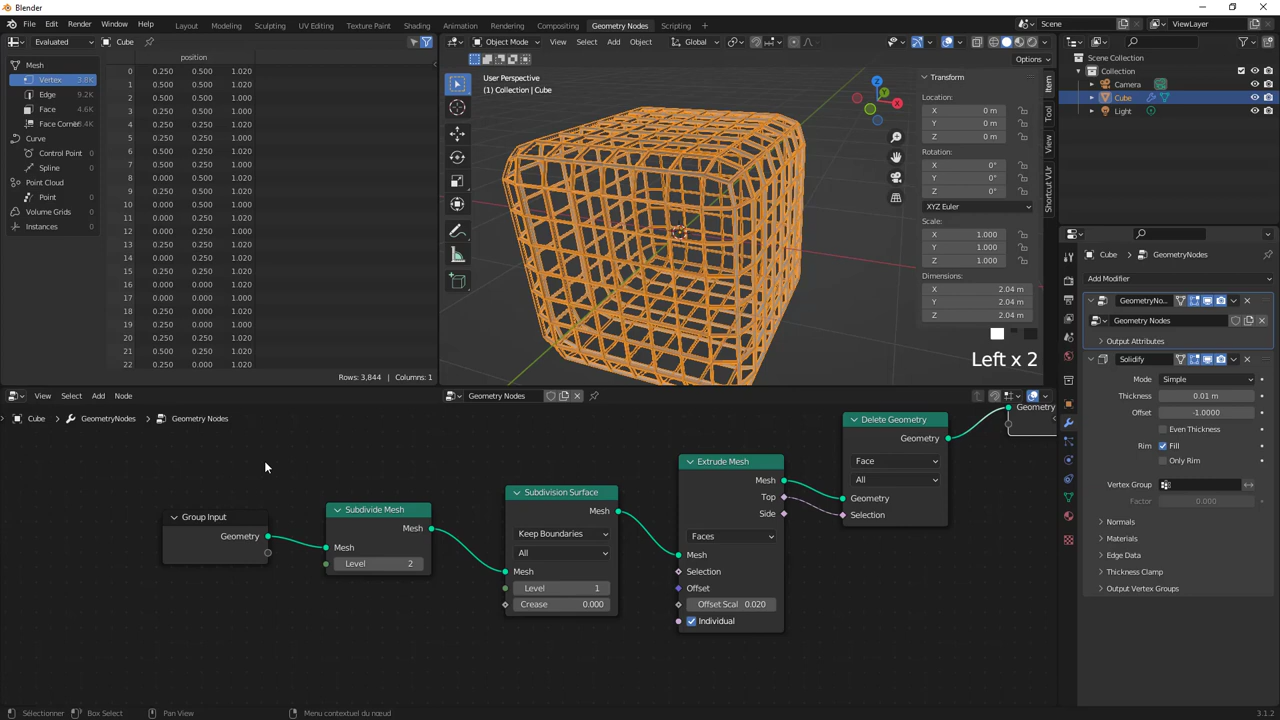 Blender
File Edit Render Window Help
Layout Modeling Sculpting UV Editing Texture Paint Shading Animation Rendering Compositing Geometry Nodes Scripting +
Scene
ViewLayer
Evaluated Cube
Object Mode View Select Add Object Global
Options
position
Mesh
Vertex 3.8K
Edge 9.2K
Face 4.6K
Face Corner
Curve
Control Point 0
Spline 0
Point Cloud
Point 0
Volume Grids
Instances 0
0 0.250 0.500 1.020
1 0.500 0.500 1.020
2 0.500 0.500 1.000
3 0.250 0.500 1.000
4 0.250 0.250 1.020
5 0.250 0.500 1.020
6 0.250 0.500 1.000
7 0.250 0.250 1.000
8 0.000 0.500 1.020
9 0.250 0.500 1.020
10 0.000 0.500 1.000
11 0.000 0.250 1.020
12 0.000 0.250 1.000
13 0.250 0.250 1.020
14 0.000 0.250 1.020
15 0.250 0.000 1.020
16 0.000 0.000 1.020
17 0.000 0.000 1.000
18 0.250 0.000 1.020
19 0.250 0.000 1.000
20 0.500 0.000 1.020
21 0.500 0.250 1.020
22 0.250 0.000 1.020
Rows: 3,844 | Columns: 1
User Perspective
(1) Collection | Cube
Z
Y
X
Transform
Location:
X 0 m
Y 0 m
Z 0 m
Rotation:
X 0°
Y 0°
Z 0°
XYZ Euler
Scale:
X 1.000
Y 1.000
Z 1.000
Dimensions:
X 2.04 m
Y 2.04 m
Z 2.04 m
Item
Tool
View
Shortcut VUr
Left x 2
Scene Collection
Collection
Camera
Cube
Light
Cube GeometryNodes
Add Modifier
GeometryNo...
Geometry Nodes
Output Attributes
Solidify
Mode Simple
Thickness 0.01 m
Offset -1.0000
Even Thickness
Rim Fill
Only Rim
Vertex Group
Factor 0.000
Normals
Materials
Edge Data
Thickness Clamp
Output Vertex Groups
View Select Add Node
Geometry Nodes
Cube GeometryNodes Geometry Nodes
Group Input
Geometry
Subdivide Mesh
Mesh
Mesh
Level 2
Subdivision Surface
Mesh
Keep Boundaries
All
Mesh
Level 1
Crease 0.000
Extrude Mesh
Mesh
Top
Side
Faces
Mesh
Selection
Offset
Offset Scal 0.020
Individual
Delete Geometry
Geometry
Face
All
Geometry
Selection
Geometry
Sélectionner Box Select Pan View Menu contextuel du nœud
3.1.2